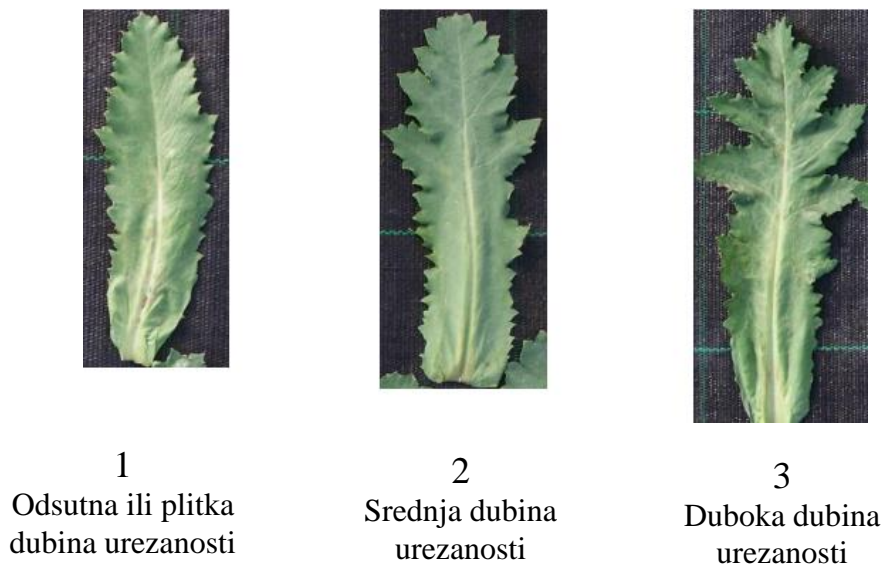 1
Odsutna ili plitka
dubina urezanosti
2
Srednja dubina
urezanosti
3
Duboka dubina
urezanosti